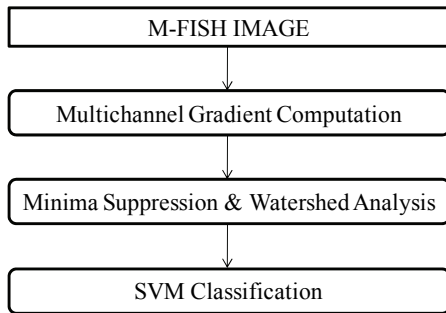 M-FISH IMAGE
Multichannel Gradient Computation
Minima Suppression & Watershed Analysis
SVM Classification